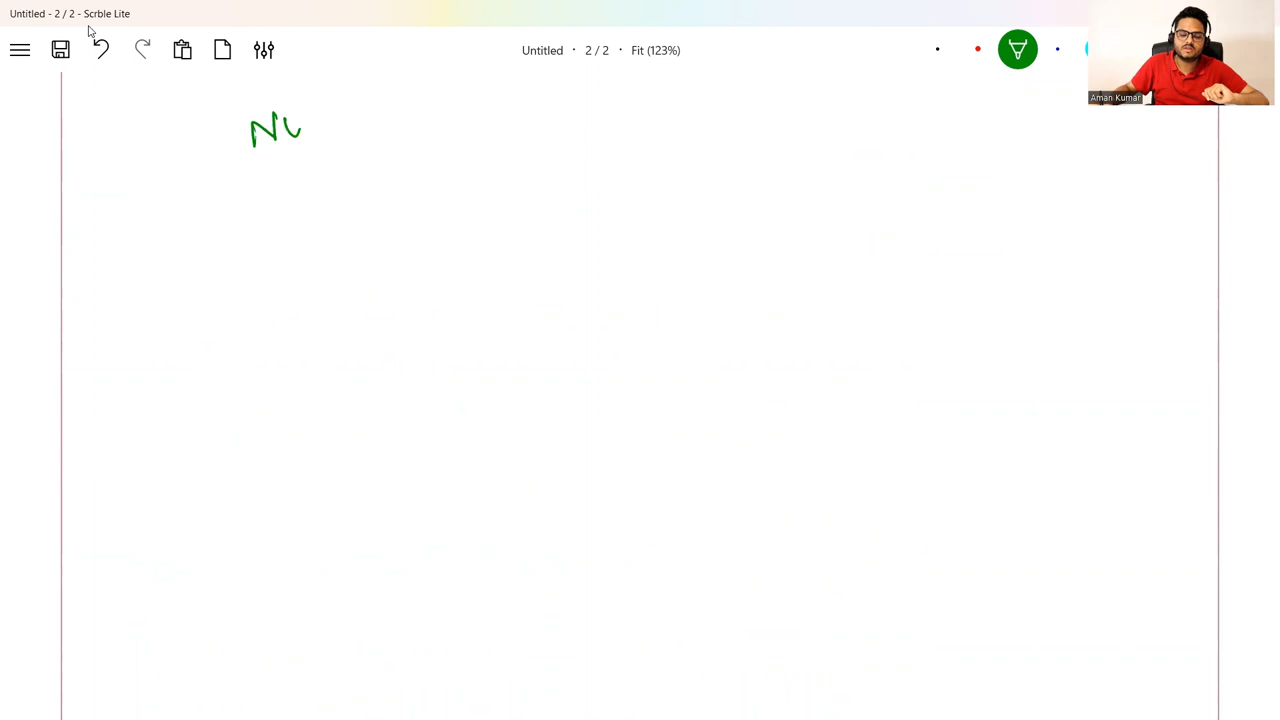 Untitled - 2 / 2 - Scrble Lite
Untitled · 2 / 2 · Fit (123%)
Aman Kumar
NU